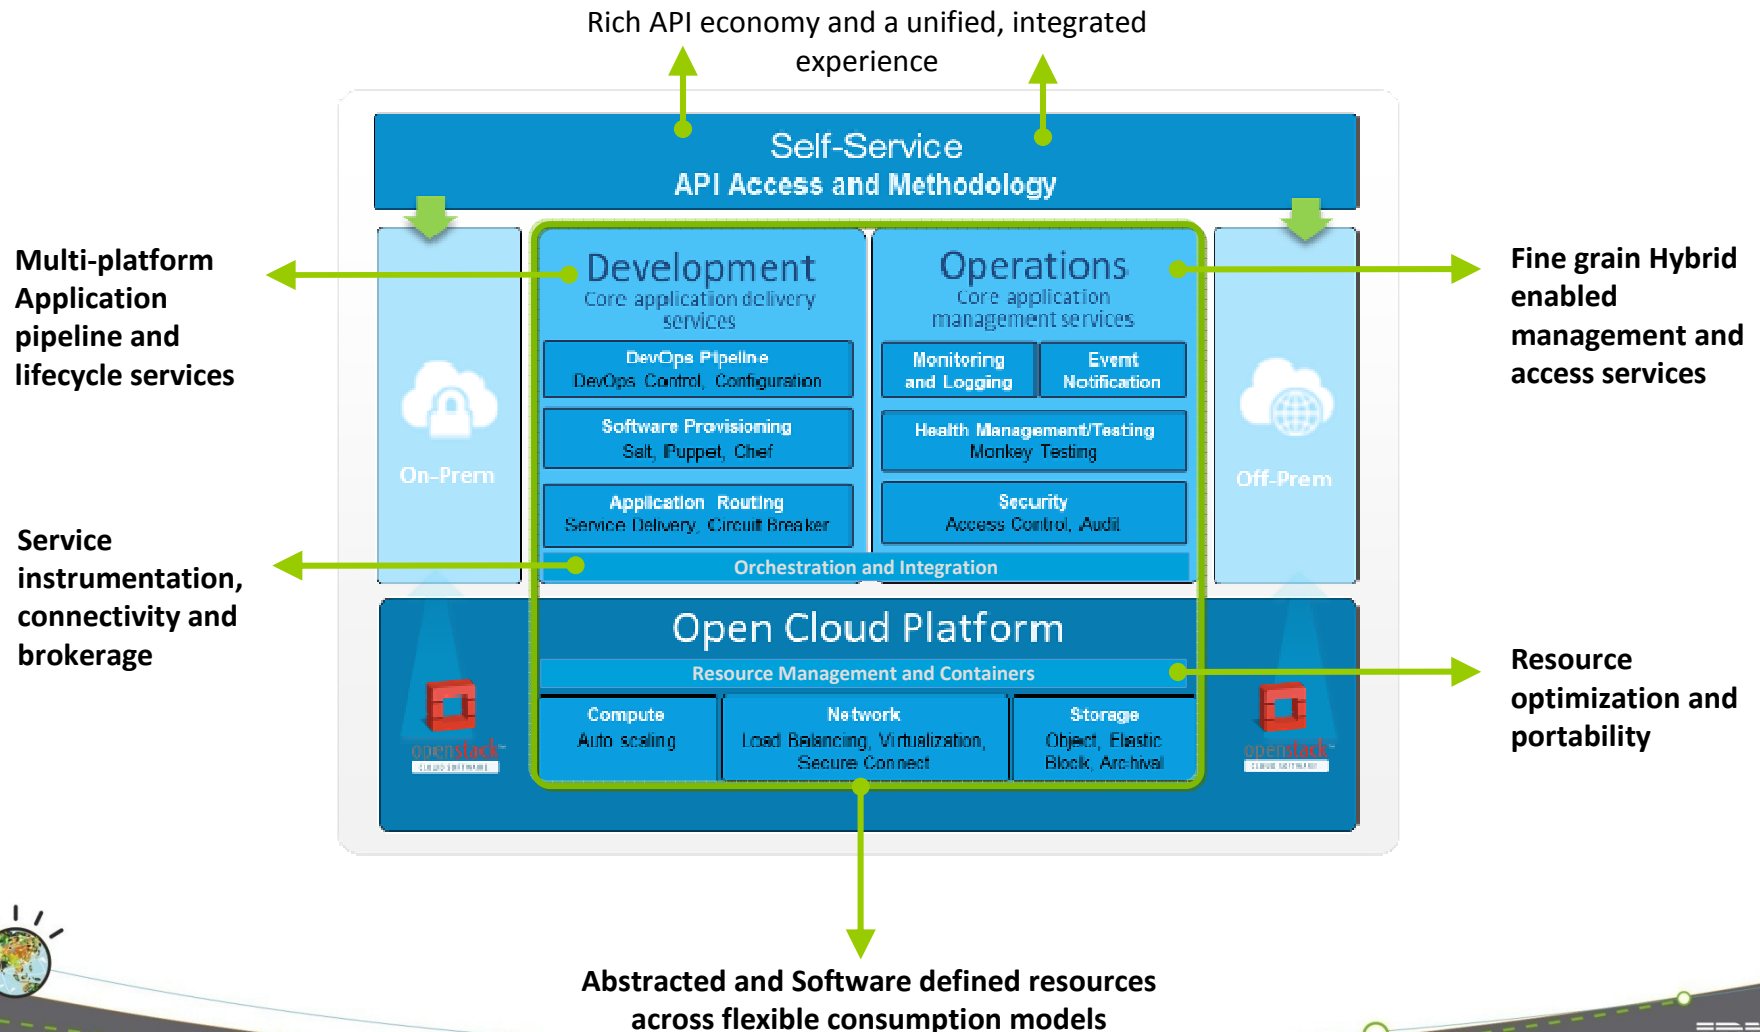 Rich API economy and a unified, integrated
experience
Self-Service
API Access and Methodology
Multi-platform
Application
pipeline and
lifecycle services
Development
Core application delivery
services
Operations
Core application
management services
Fine grain Hybrid
enabled
management and
access services
DevOps Pipeline
DevOps Control, Configuration
Monitoring
and Logging
Event
Notification
Software Provisioning
Salt, Puppet, Chef
Health Management/Testing
Monkey Testing
On-Prem
Off-Prem
Application Routing
Service Delivery, Circuit Breaker
Security
Access Control, Audit
Service
instrumentation,
connectivity and
brokerage
Orchestration and Integration
Open Cloud Platform
Resource Management and Containers
Resource
optimization and
portability
Compute
Auto scaling
Network
Load Balancing, Virtualization,
Secure Connect
Storage
Object, Elastic
Block, Archival
openstack
CLOUD SOFTWARE
openstack
CLOUD SOFTWARE
Abstracted and Software defined resources
across flexible consumption models